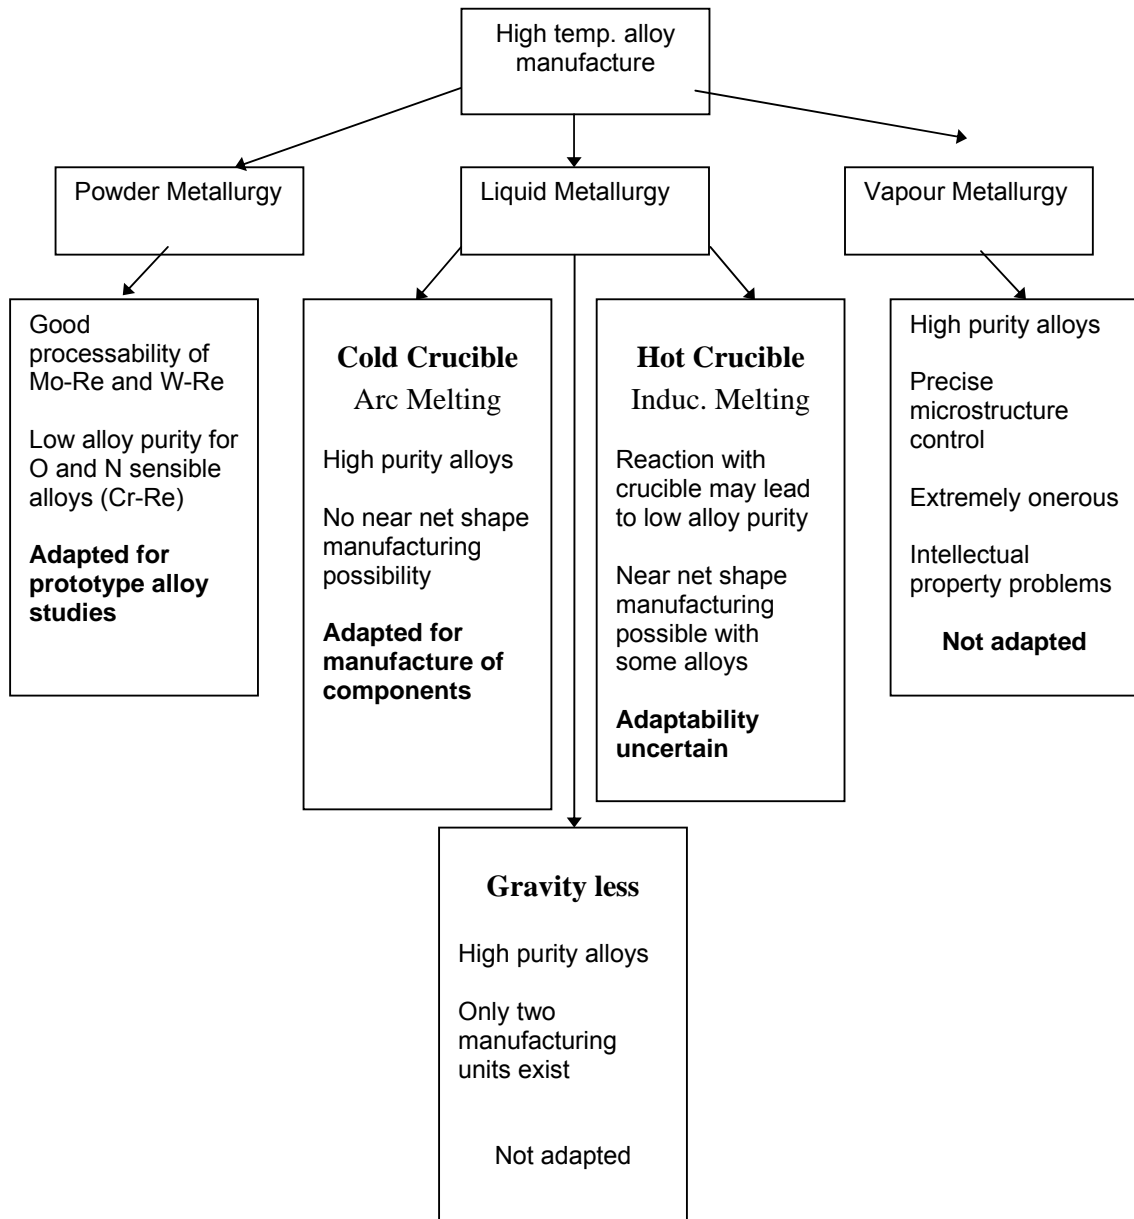 High temp. alloy
manufacture
Powder Metallurgy
Liquid Metallurgy
Vapour Metallurgy
Good
processability of
Mo-Re and W-Re
Low alloy purity for
O and N sensible
alloys (Cr-Re)
Adapted for
prototype alloy
studies
Cold Crucible
Arc Melting
High purity alloys
No near net shape
manufacturing
possibility
Adapted for
manufacture of
components
Hot Crucible
Induc. Melting
Reaction with
crucible may lead
to low alloy purity
Near net shape
manufacturing
possible with
some alloys
Adaptability
uncertain
High purity alloys
Precise
microstructure
control
Extremely onerous
Intellectual
property problems
Not adapted
Gravity less
High purity alloys
Only two
manufacturing
units exist
Not adapted